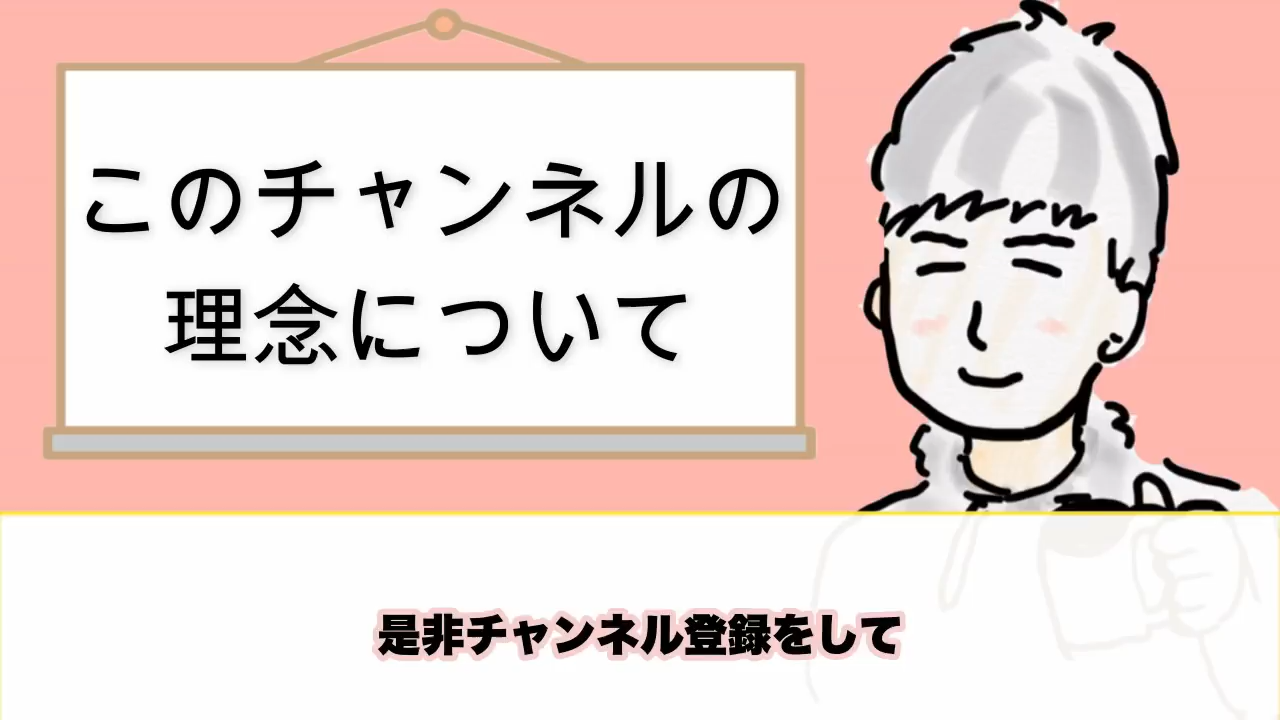 このチャンネルの
理念について
是非チャンネル登録をして